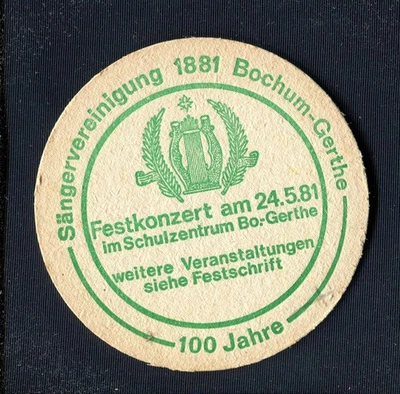 Sängervereinigung 1881 Bochum-Gerthe
Festkonzert am 24.5.81
im Schulzentrum Bo.-Gerthe
weitere Veranstaltungen
siehe Festschrift
100 Jahre